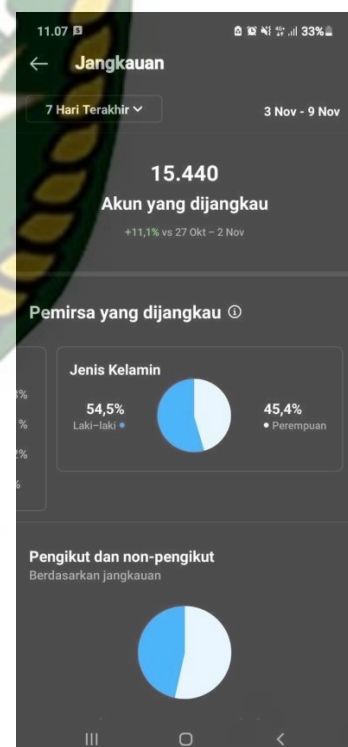 11.07
33%
Jangkauan
7 Hari Terakhir
3 Nov - 9 Nov
15.440
Akun yang dijangkau
+11,1% vs 27 Okt – 2 Nov
Pemirsa yang dijangkau
Jenis Kelamin
54,5%
Laki-laki
45,4%
Perempuan
%
%
2%
%
Pengikut dan non-pengikut
Berdasarkan jangkauan